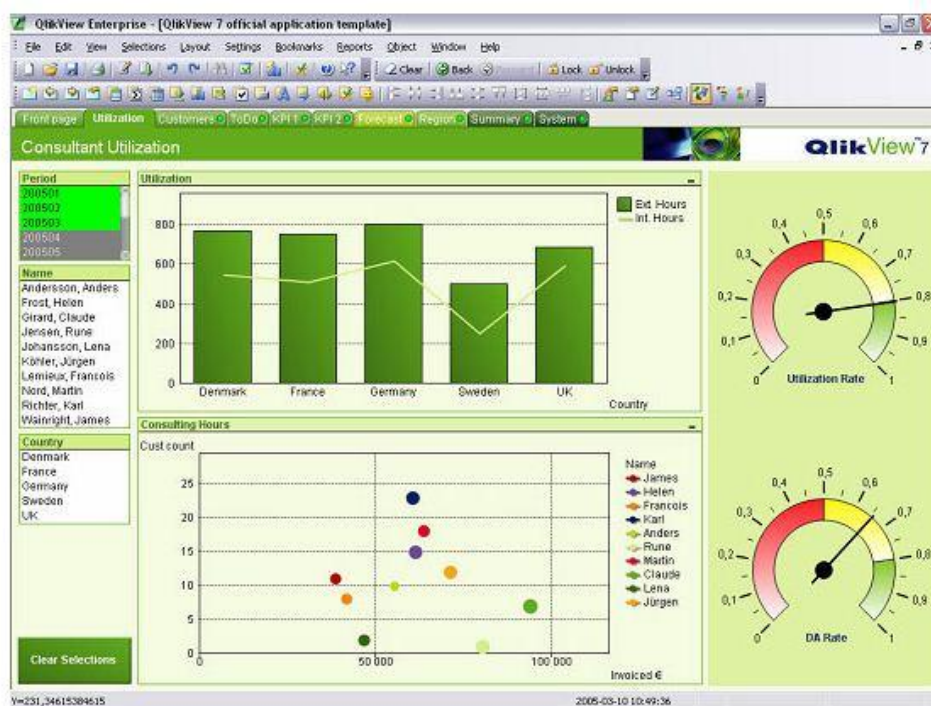 QlikView Enterprise - [QlikView 7 official application template]
File Edit View Selections Layout Settings Bookmarks Reports Object Window Help
Clear Back Lock Unlock
Front page Utilization Customers ToDo KPI 1 KPI 2 Forecast Region Summary System
Consultant Utilization
QlikView 7
Period
200501
200502
200503
200504
200505
Name
Andersson, Anders
Frost, Helen
Girard, Claude
Jensen, Rune
Johansson, Lena
Köhler, Jürgen
Lemieux, Francois
Nord, Martin
Richter, Karl
Wainright, James
Country
Denmark
France
Germany
Sweden
UK
Clear Selections
Utilization
800
600
400
200
0
Denmark France Germany Sweden UK
Country
Ext. Hours
Int. Hours
Consulting Hours
Cust count
25
20
15
10
5
0
0 50 000 100 000
Invoiced €
Name
James
Helen
Francois
Karl
Anders
Rune
Martin
Claude
Lena
Jürgen
0 0,1 0,2 0,3 0,4 0,5 0,6 0,7 0,8 0,9 1
Utilization Rate
0 0,1 0,2 0,3 0,4 0,5 0,6 0,7 0,8 0,9 1
DA Rate
Y=231,34615384615 2005-03-10 10:49:36